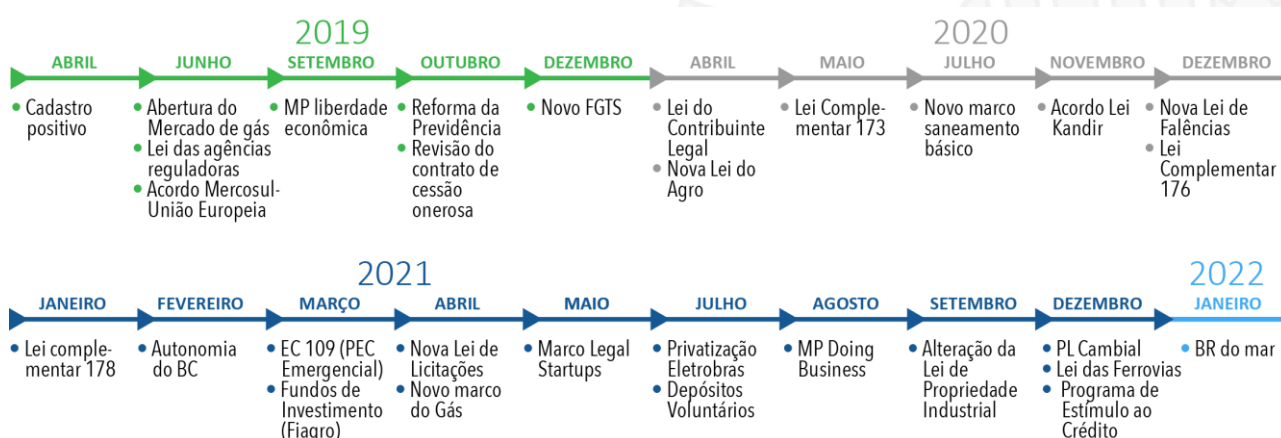 2019
2020
ABRIL
JUNHO
SETEMBRO
OUTUBRO
DEZEMBRO
ABRIL
MAIO
JULHO
NOVEMBRO
DEZEMBRO
• Cadastro
positivo
• Abertura do
Mercado de gás
• Lei das agências
reguladoras
• Acordo Mercosul-
União Europeia
• MP liberdade
econômica
• Reforma da
Previdência
• Revisão do
contrato de
cessão
onerosa
• Novo FGTS
• Lei do
Contribuinte
Legal
• Nova Lei do
Agro
• Lei Comple-
mentar 173
• Novo marco
saneamento
básico
• Acordo Lei
Kandir
• Nova Lei de
Falências
• Lei
Complementar
176
2021
2022
JANEIRO
FEVEREIRO
MARÇO
ABRIL
MAIO
JULHO
AGOSTO
SETEMBRO
DEZEMBRO
JANEIRO
• Lei comple-
mentar 178
• Autonomia
do BC
• EC 109 (PEC
Emergencial)
• Fundos de
Investimento
(Fiagro)
• Nova Lei de
Licitações
• Novo marco
do Gás
• Marco Legal
Startups
• Privatização
Eletrobras
• Depósitos
Voluntários
• MP Doing
Business
• Alteração da
Lei de
Propriedade
Industrial
• PL Cambial
• Lei das Ferrovias
• Programa de
Estímulo ao
Crédito
• BR do mar